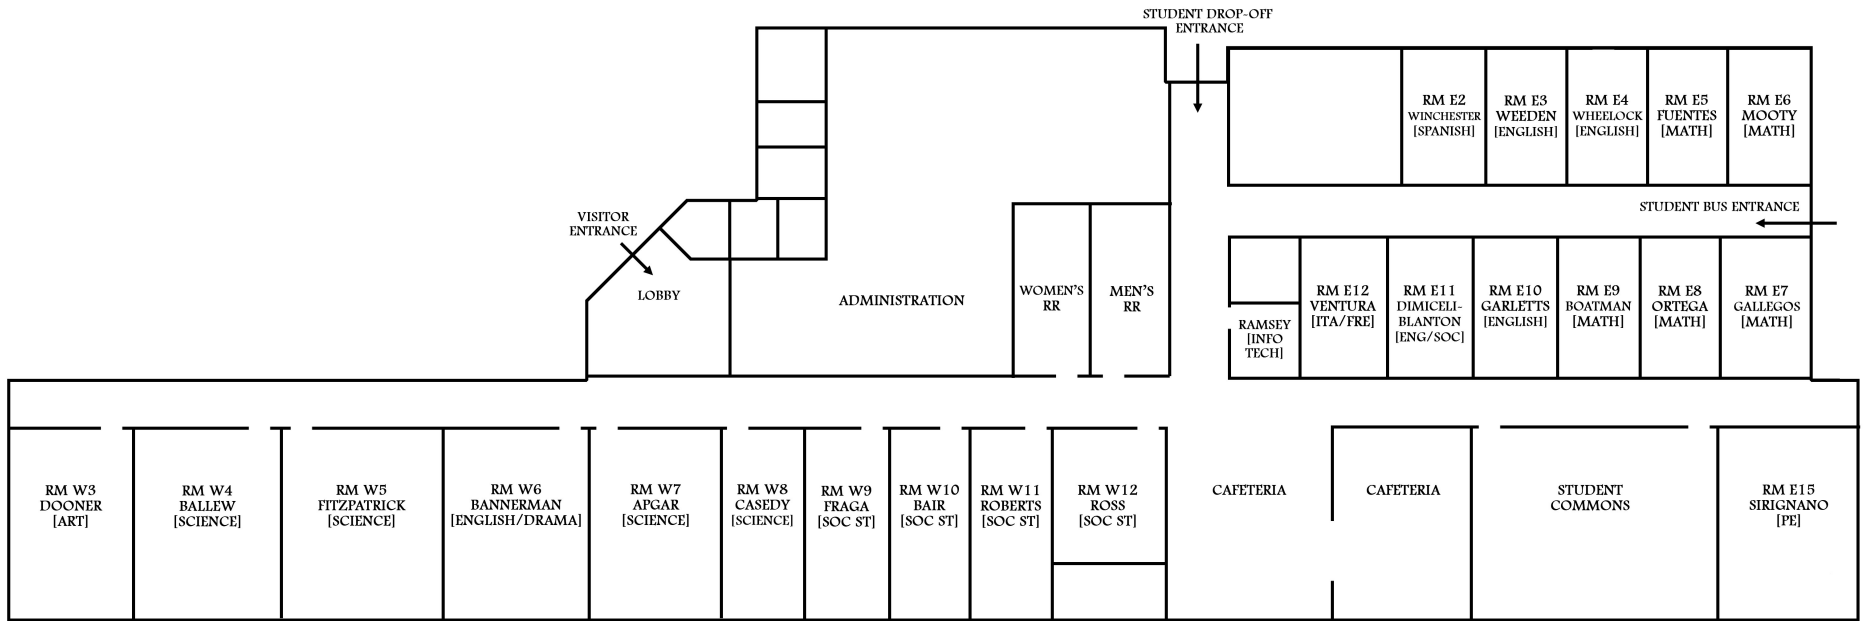 STUDENT DROP-OFF
ENTRANCE
RM E2
WINCHESTER
[SPANISH]
RM E3
WEEDEN
[ENGLISH]
RM E4
WHEELOCK
[ENGLISH]
RM E5
FUENTES
[MATH]
RM E6
MOOTY
[MATH]
VISITOR
ENTRANCE
STUDENT BUS ENTRANCE
LOBBY
ADMINISTRATION
WOMEN'S
RR
MEN'S
RR
RAMSEY
[INFO
TECH]
RM E12
VENTURA
[ITA/FRE]
RM E11
DIMICELI-
BLANTON
[ENG/SOC]
RM E10
GARLETTS
[ENGLISH]
RM E9
BOATMAN
[MATH]
RM E8
ORTEGA
[MATH]
RM E7
GALLEGOS
[MATH]
RM W3
DOONER
[ART]
RM W4
BALLEW
[SCIENCE]
RM W5
FITZPATRICK
[SCIENCE]
RM W6
BANNERMAN
[ENGLISH/DRAMA]
RM W7
APGAR
[SCIENCE]
RM W8
CASEDY
[SCIENCE]
RM W9
FRAGA
[SOC ST]
RM W10
BAIR
[SOC ST]
RM W11
ROBERTS
[SOC ST]
RM W12
ROSS
[SOC ST]
CAFETERIA
CAFETERIA
STUDENT
COMMONS
RM E15
SIRIGNANO
[PE]